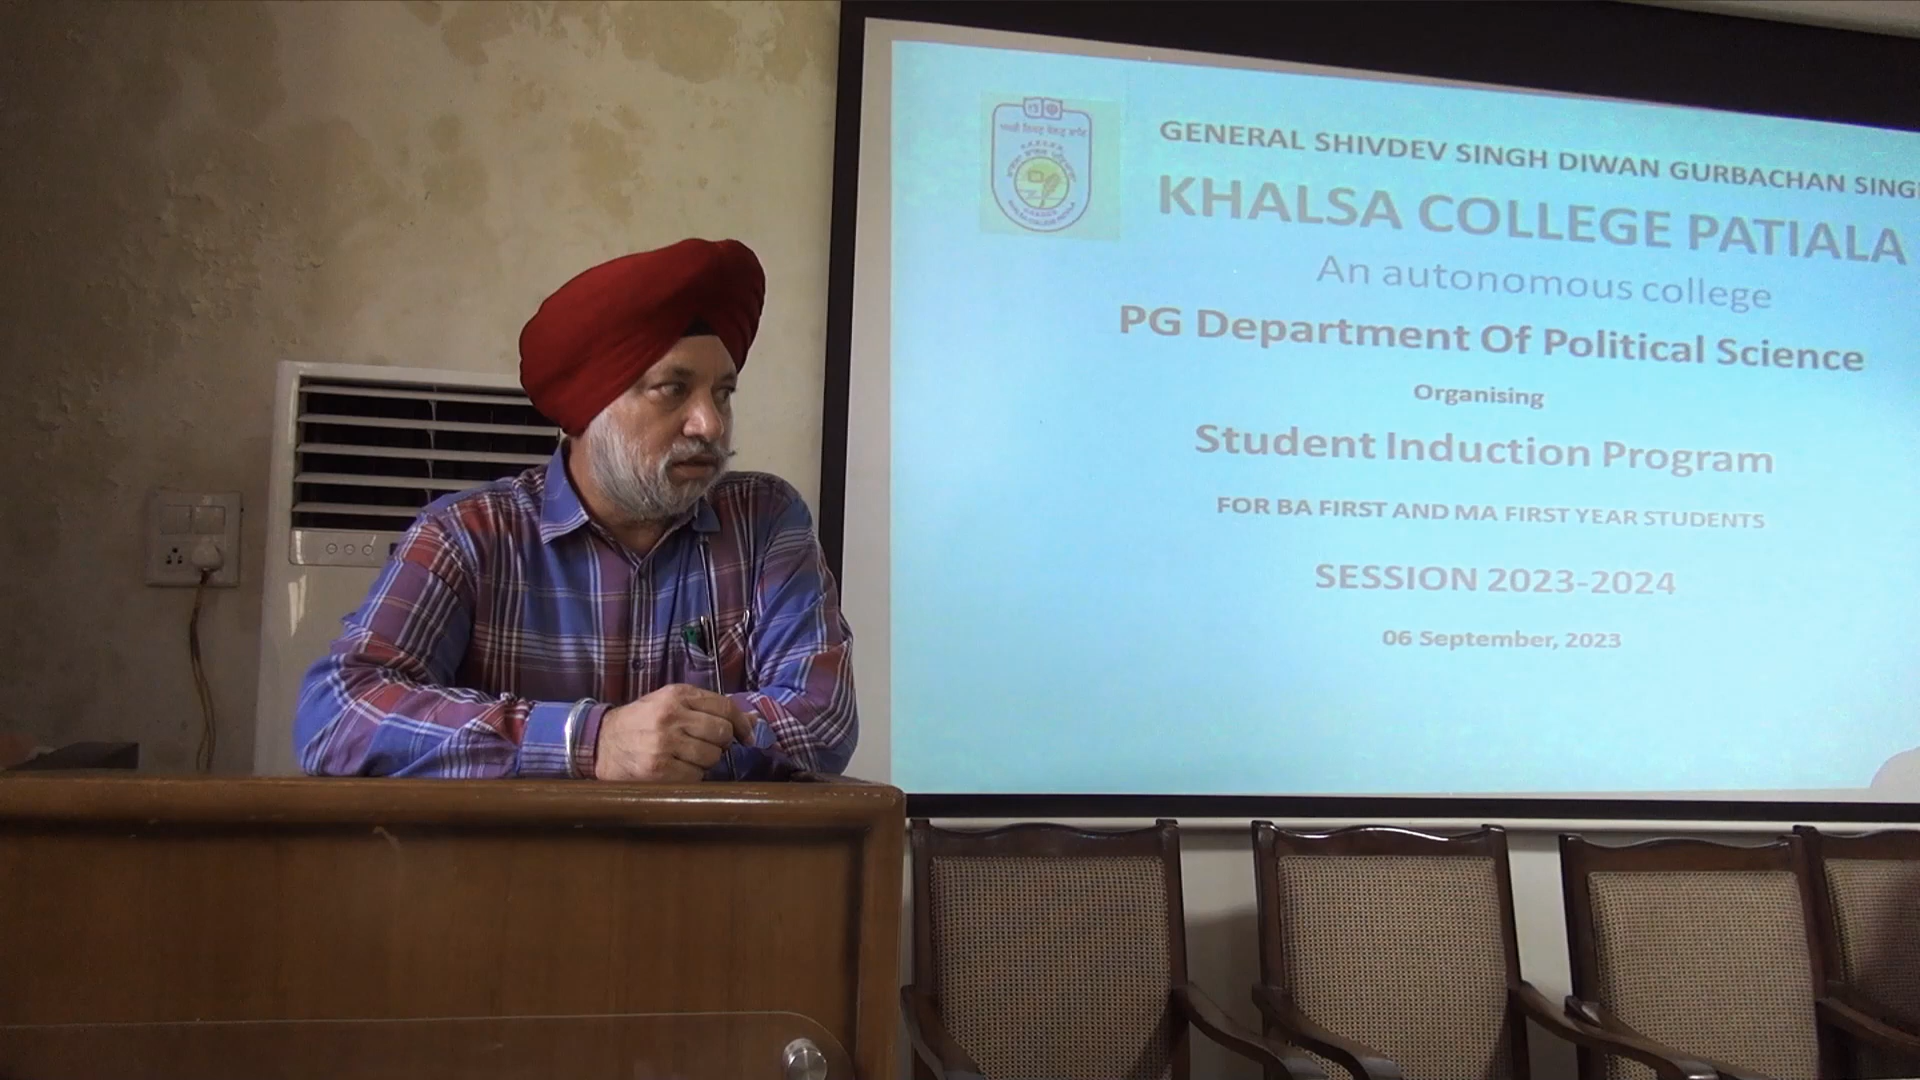 GENERAL SHIVDEV SINGH DIWAN GURBACHAN SING
KHALSA COLLEGE PATIALA
An autonomous college
PG Department Of Political Science
Organising
Student Induction Program
FOR BA FIRST AND MA FIRST YEAR STUDENTS
SESSION 2023-2024
06 September, 2023